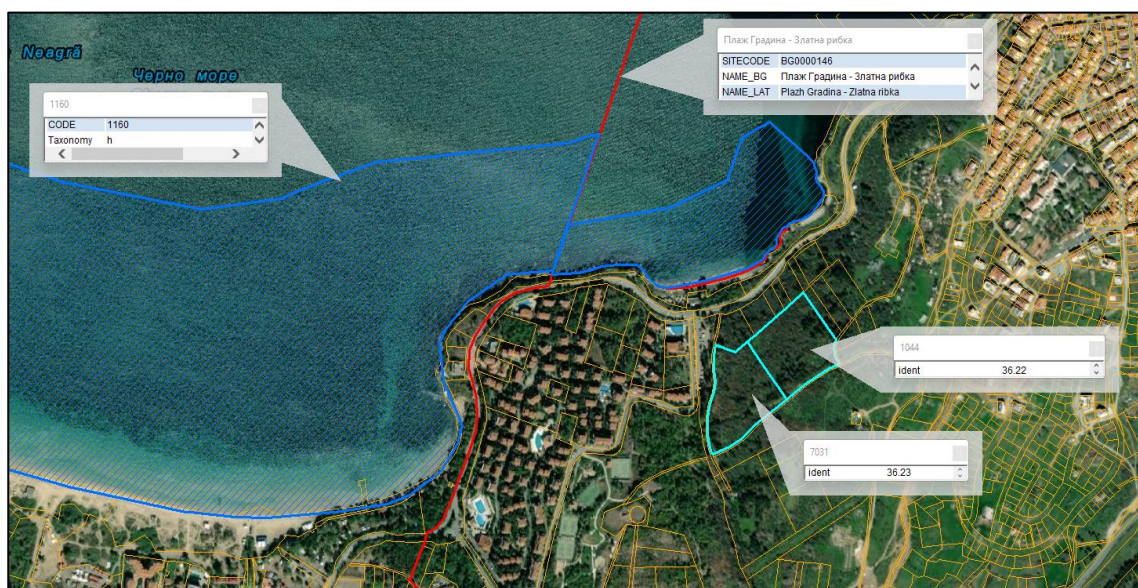 Neagră
Черно море
Плаж Градина - Златна рибка
SITECODE BG0000146
NAME_BG Плаж Градина - Златна рибка
NAME_LAT Plazh Gradina - Zlatna ribka
1160
CODE 1160
Taxonomy h
1044
ident 36.22
7031
ident 36.23